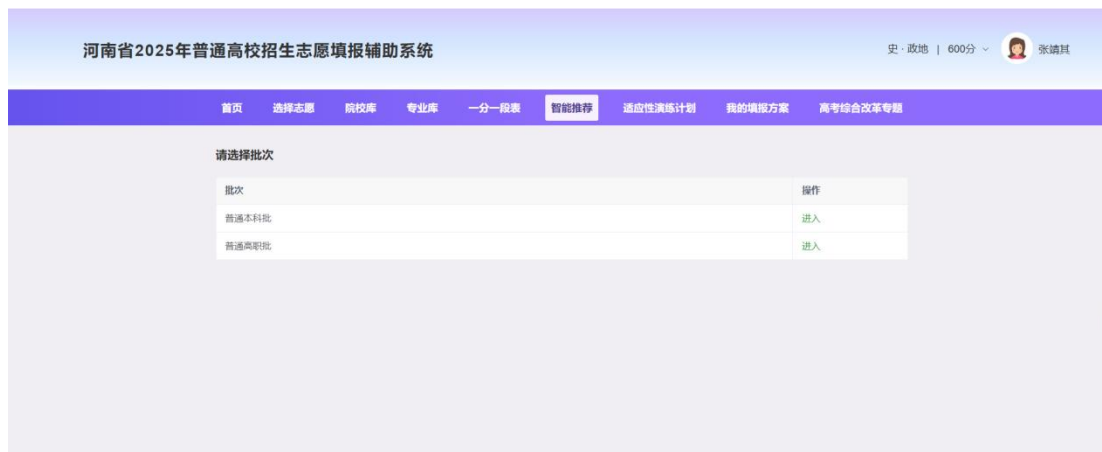 河南省2025年普通高校招生志愿填报辅助系统
史 · 政地 | 600分
张靖其
首页 选择志愿 院校库 专业库 一分一段表 智能推荐 适应性演练计划 我的填报方案 高考综合改革专题
请选择批次
批次 操作
普通本科批 进入
普通高职批 进入